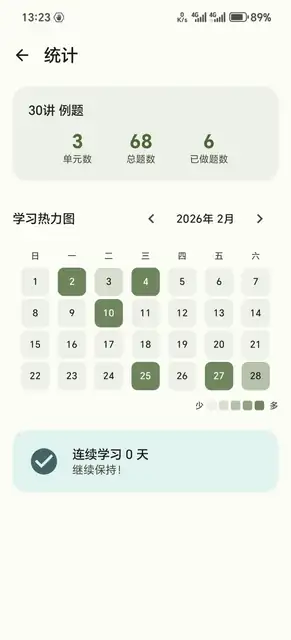 13:23 0 K/s 4G 4G 89%
统计
30讲 例题
3 68 6
单元数 总题数 已做题数
学习热力图 2026年 2月
日 一 二 三 四 五 六
1 2 3 4 5 6 7
8 9 10 11 12 13 14
15 16 17 18 19 20 21
22 23 24 25 26 27 28
少 多
连续学习 0 天
继续保持！